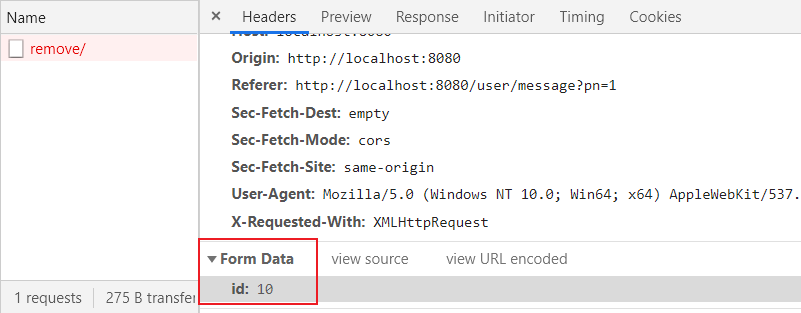 Name
remove/
1 requests
275 B transfer
Headers Preview Response Initiator Timing Cookies
Host: localhost:8080
Origin: http://localhost:8080
Referer: http://localhost:8080/user/message?pn=1
Sec-Fetch-Dest: empty
Sec-Fetch-Mode: cors
Sec-Fetch-Site: same-origin
User-Agent: Mozilla/5.0 (Windows NT 10.0; Win64; x64) AppleWebKit/537.
X-Requested-With: XMLHttpRequest
Form Data view source view URL encoded
id: 10